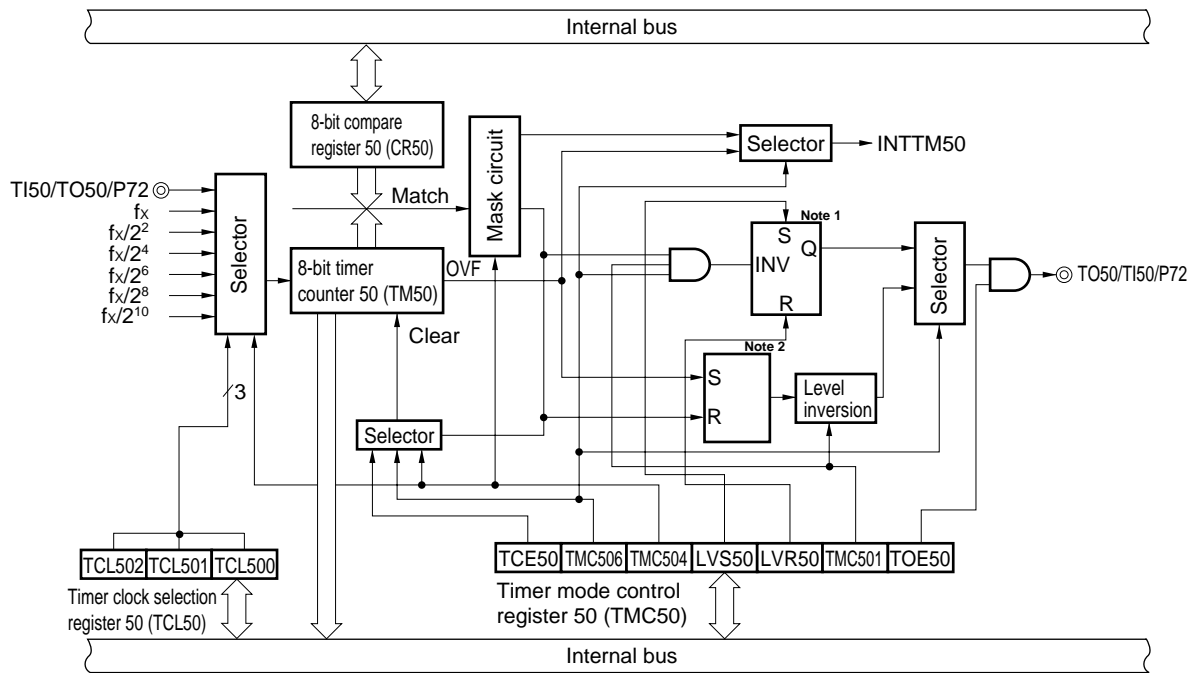 Internal bus
8-bit compare
register 50 (CR50)
Mask circuit
Selector
INTTM50
TI50/TO50/P72
fX
fX/2²
fX/2⁴
fX/2⁶
fX/2⁸
fX/2¹⁰
Selector
Match
8-bit timer
counter 50 (TM50)
OVF
Clear
Note 1
S
Q
INV
R
Selector
TO50/TI50/P72
Note 2
S
R
Level
inversion
3
Selector
TCL502 TCL501 TCL500
Timer clock selection
register 50 (TCL50)
TCE50 TMC506 TMC504 LVS50 LVR50 TMC501 TOE50
Timer mode control
register 50 (TMC50)
Internal bus